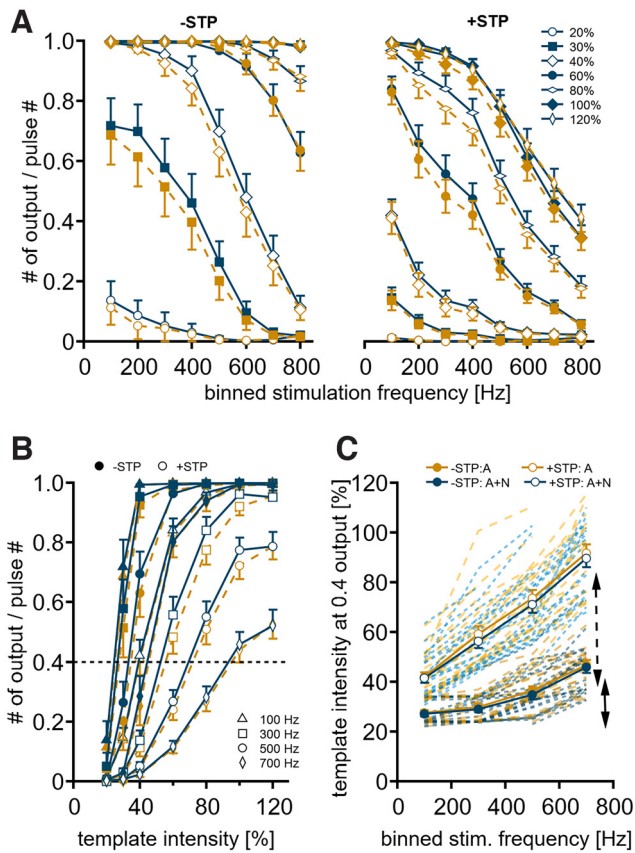 A
-STP
+STP
1.0
0.8
0.6
0.4
0.2
0
# of output / pulse #
20%
30%
40%
60%
80%
100%
120%
0 200 400 600 800
0 200 400 600 800
binned stimulation frequency [Hz]
B
-STP
+STP
1.0
0.8
0.6
0.4
0.2
0
# of output / pulse #
100 Hz
300 Hz
500 Hz
700 Hz
0 40 80 120
template intensity [%]
C
-STP:A
+STP: A
-STP: A+N
+STP: A+N
120
100
80
60
40
20
0
template intensity at 0.4 output [%]
0 200 400 600 800
binned stim. frequency [Hz]